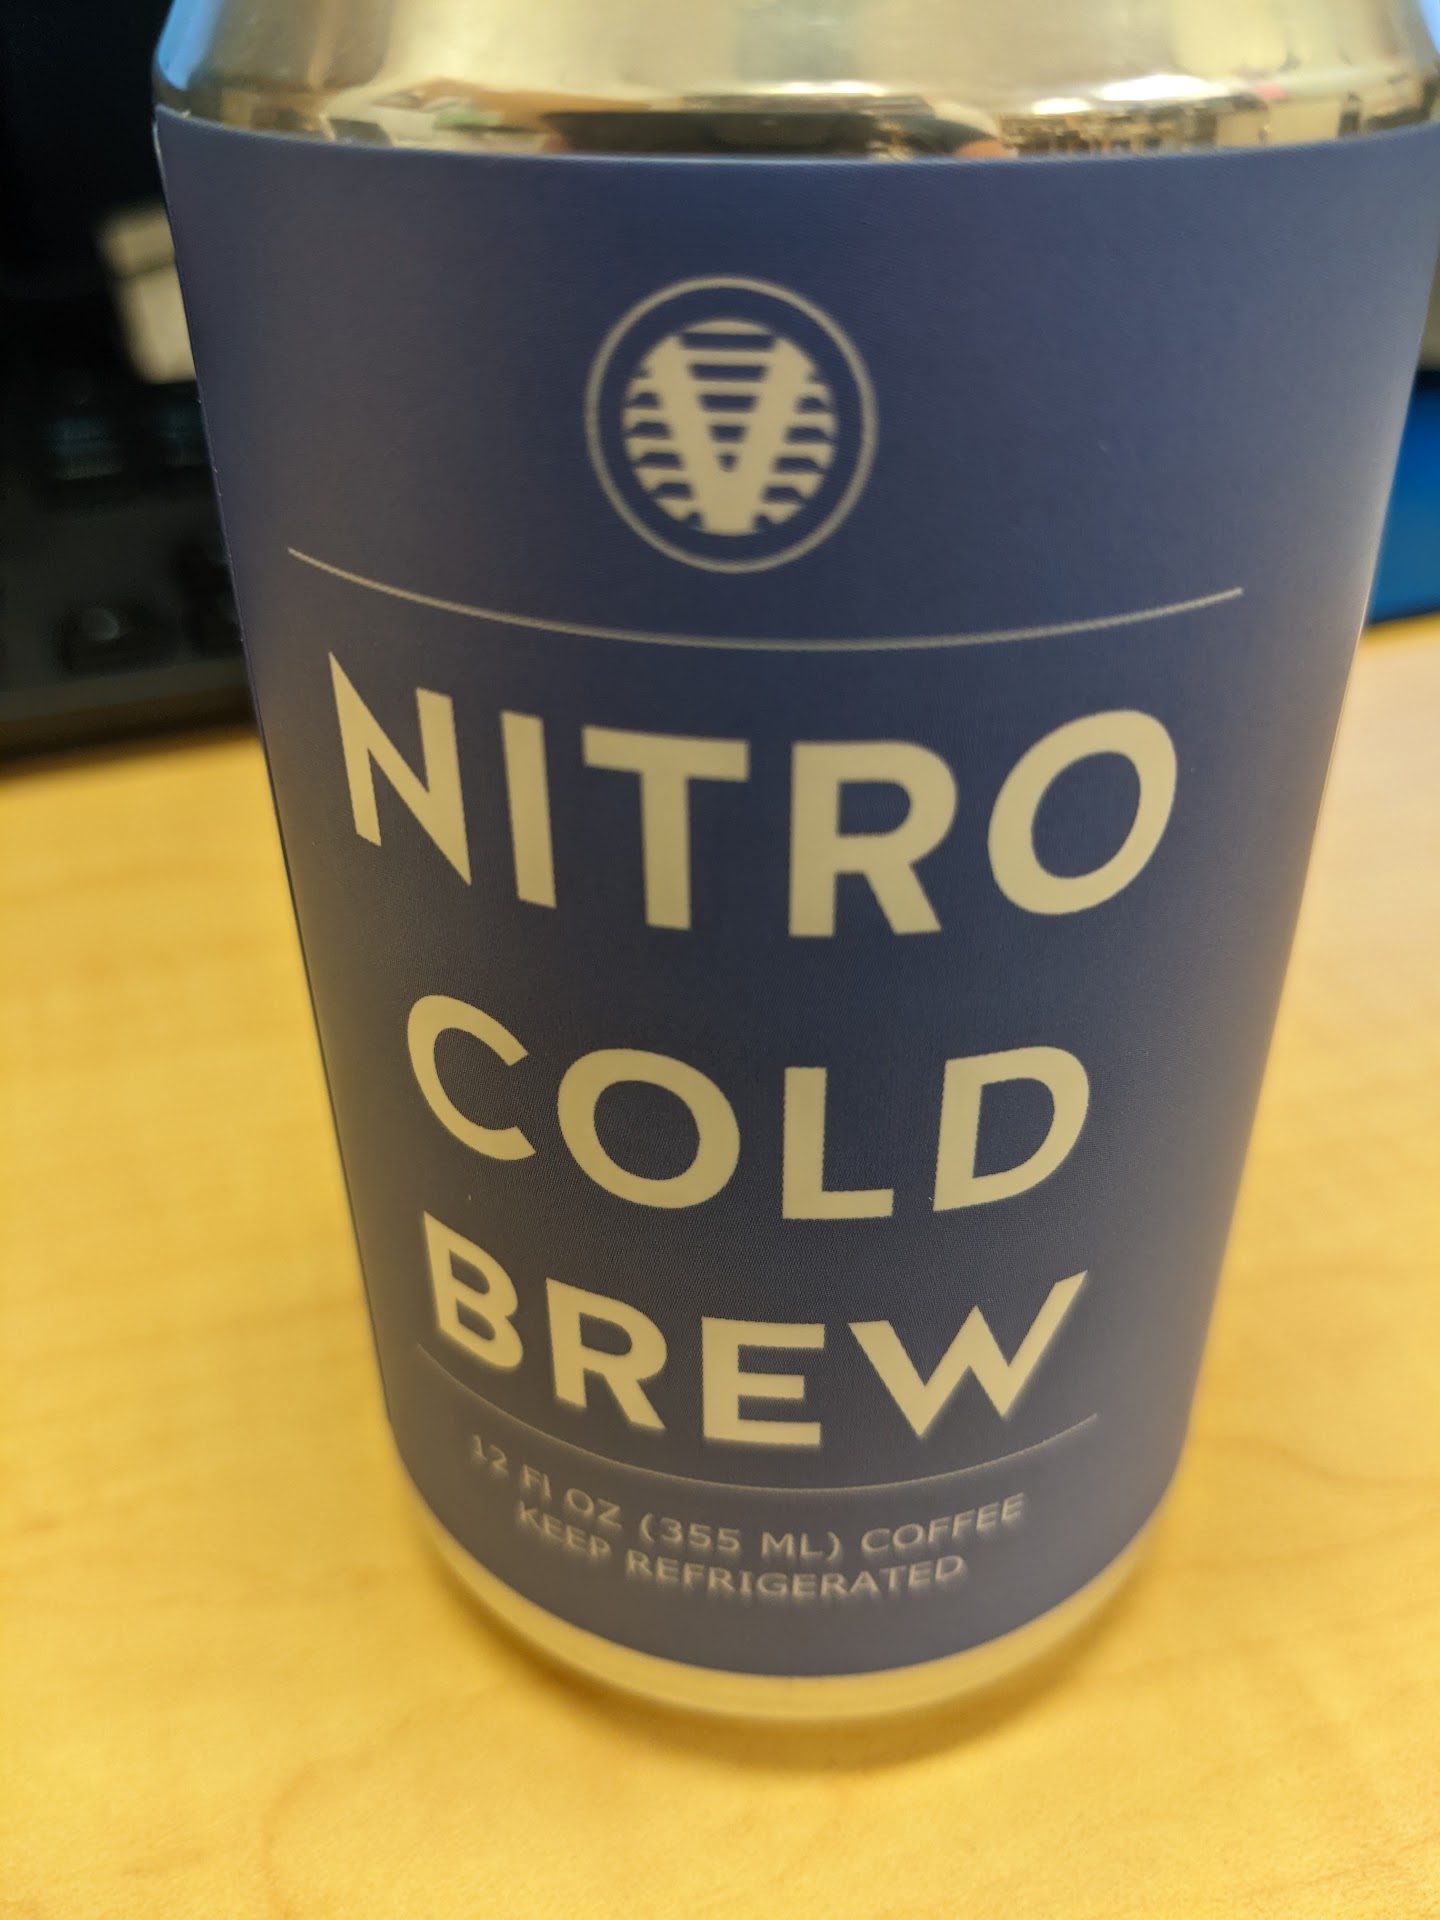 NITRO
COLD
BREW
12 Fl OZ (355 ML) COFFEE
KEEP REFRIGERATED